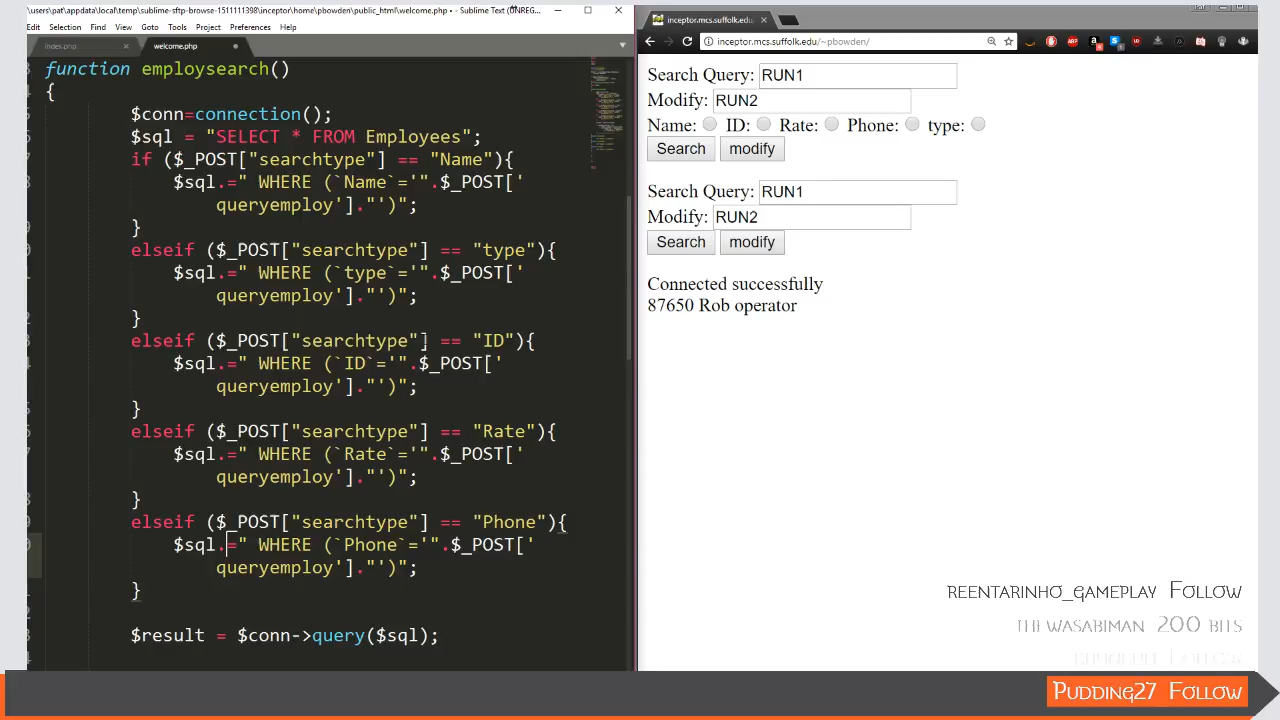 s\pat\appdata\local\temp\sublime-sftp-browse-1511111398\inceptor\pbowden\public_html\welcome.php • - Sublime Text (UNREG...
Edit Selection Find View Goto Tools Project Preferences Help
index.php
welcome.php
function employsearch()
{
$conn=connection();
$sql = "SELECT * FROM Employees";
if ($_POST["searchtype"] == "Name"){
$sql.=" WHERE (`Name`='".$_POST['
queryemploy']."')";
}
elseif ($_POST["searchtype"] == "type"){
$sql.=" WHERE (`type`='".$_POST['
queryemploy']."')";
}
elseif ($_POST["searchtype"] == "ID"){
$sql.=" WHERE (`ID`='".$_POST['
queryemploy']."')";
}
elseif ($_POST["searchtype"] == "Rate"){
$sql.=" WHERE (`Rate`='".$_POST['
queryemploy']."')";
}
elseif ($_POST["searchtype"] == "Phone"){
$sql.=" WHERE (`Phone`='".$_POST['
queryemploy']."')";
}
$result = $conn->query($sql);
inceptor.mcs.suffolk.edu/
inceptor.mcs.suffolk.edu/~pbowden/
Search Query: RUN1
Modify: RUN2
Name: ID: Rate: Phone: type:
Search modify
Search Query: RUN1
Modify: RUN2
Search modify
Connected successfully
87650 Rob operator
reentarinho_gameplay Follow
thewasabiman 200 bits
Pudding27 Follow